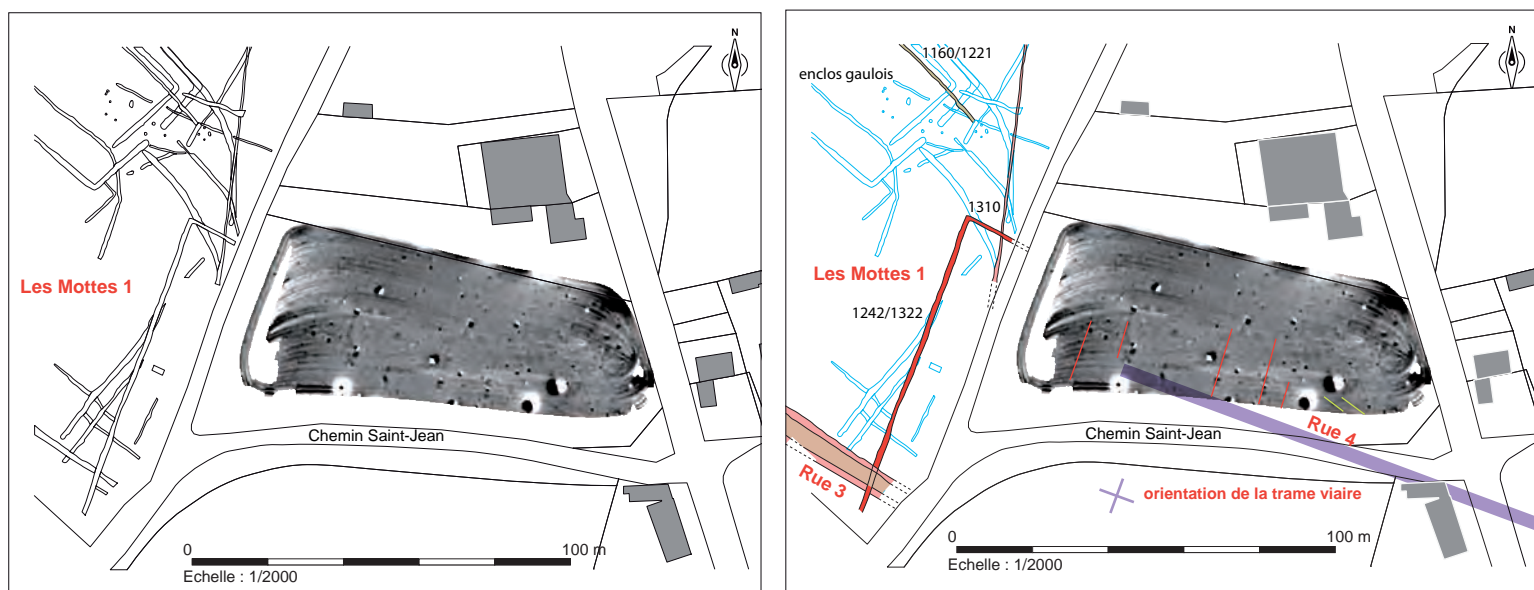 N
Les Mottes 1
Chemin Saint-Jean
0 100 m
Echelle : 1/2000
N
1160/1221
enclos gaulois
1310
Les Mottes 1
1242/1322
Rue 4
Chemin Saint-Jean
Rue 3
orientation de la trame viaire
0 100 m
Echelle : 1/2000